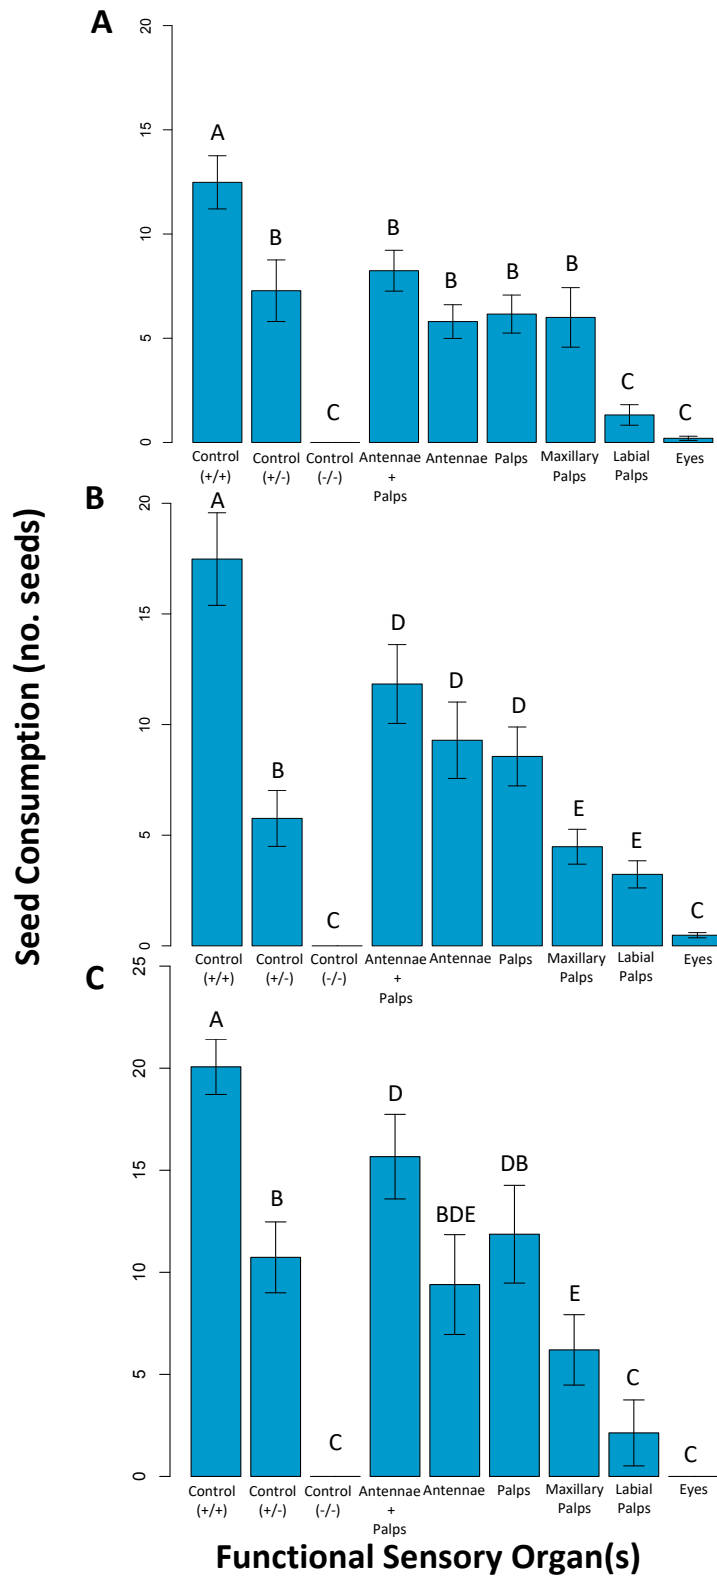 A
20
15
10
5
0
A
B
C
B
B
B
B
C
C
Control Control Control Antennae Antennae Palps Maxillary Labial Eyes
(+/+) (+/-) (-/-) + Palps Palps
Palps
B
20
15
10
5
0
A
B
C
D
D
D
E
E
C
Control Control Control Antennae Antennae Palps Maxillary Labial Eyes
(+/+) (+/-) (-/-) + Palps Palps
Palps
C
25
20
15
10
5
0
A
B
C
D
BDE
DB
E
C
C
Control Control Control Antennae Antennae Palps Maxillary Labial Eyes
(+/+) (+/-) (-/-) + Palps Palps
Palps
Seed Consumption (no. seeds)
Functional Sensory Organ(s)